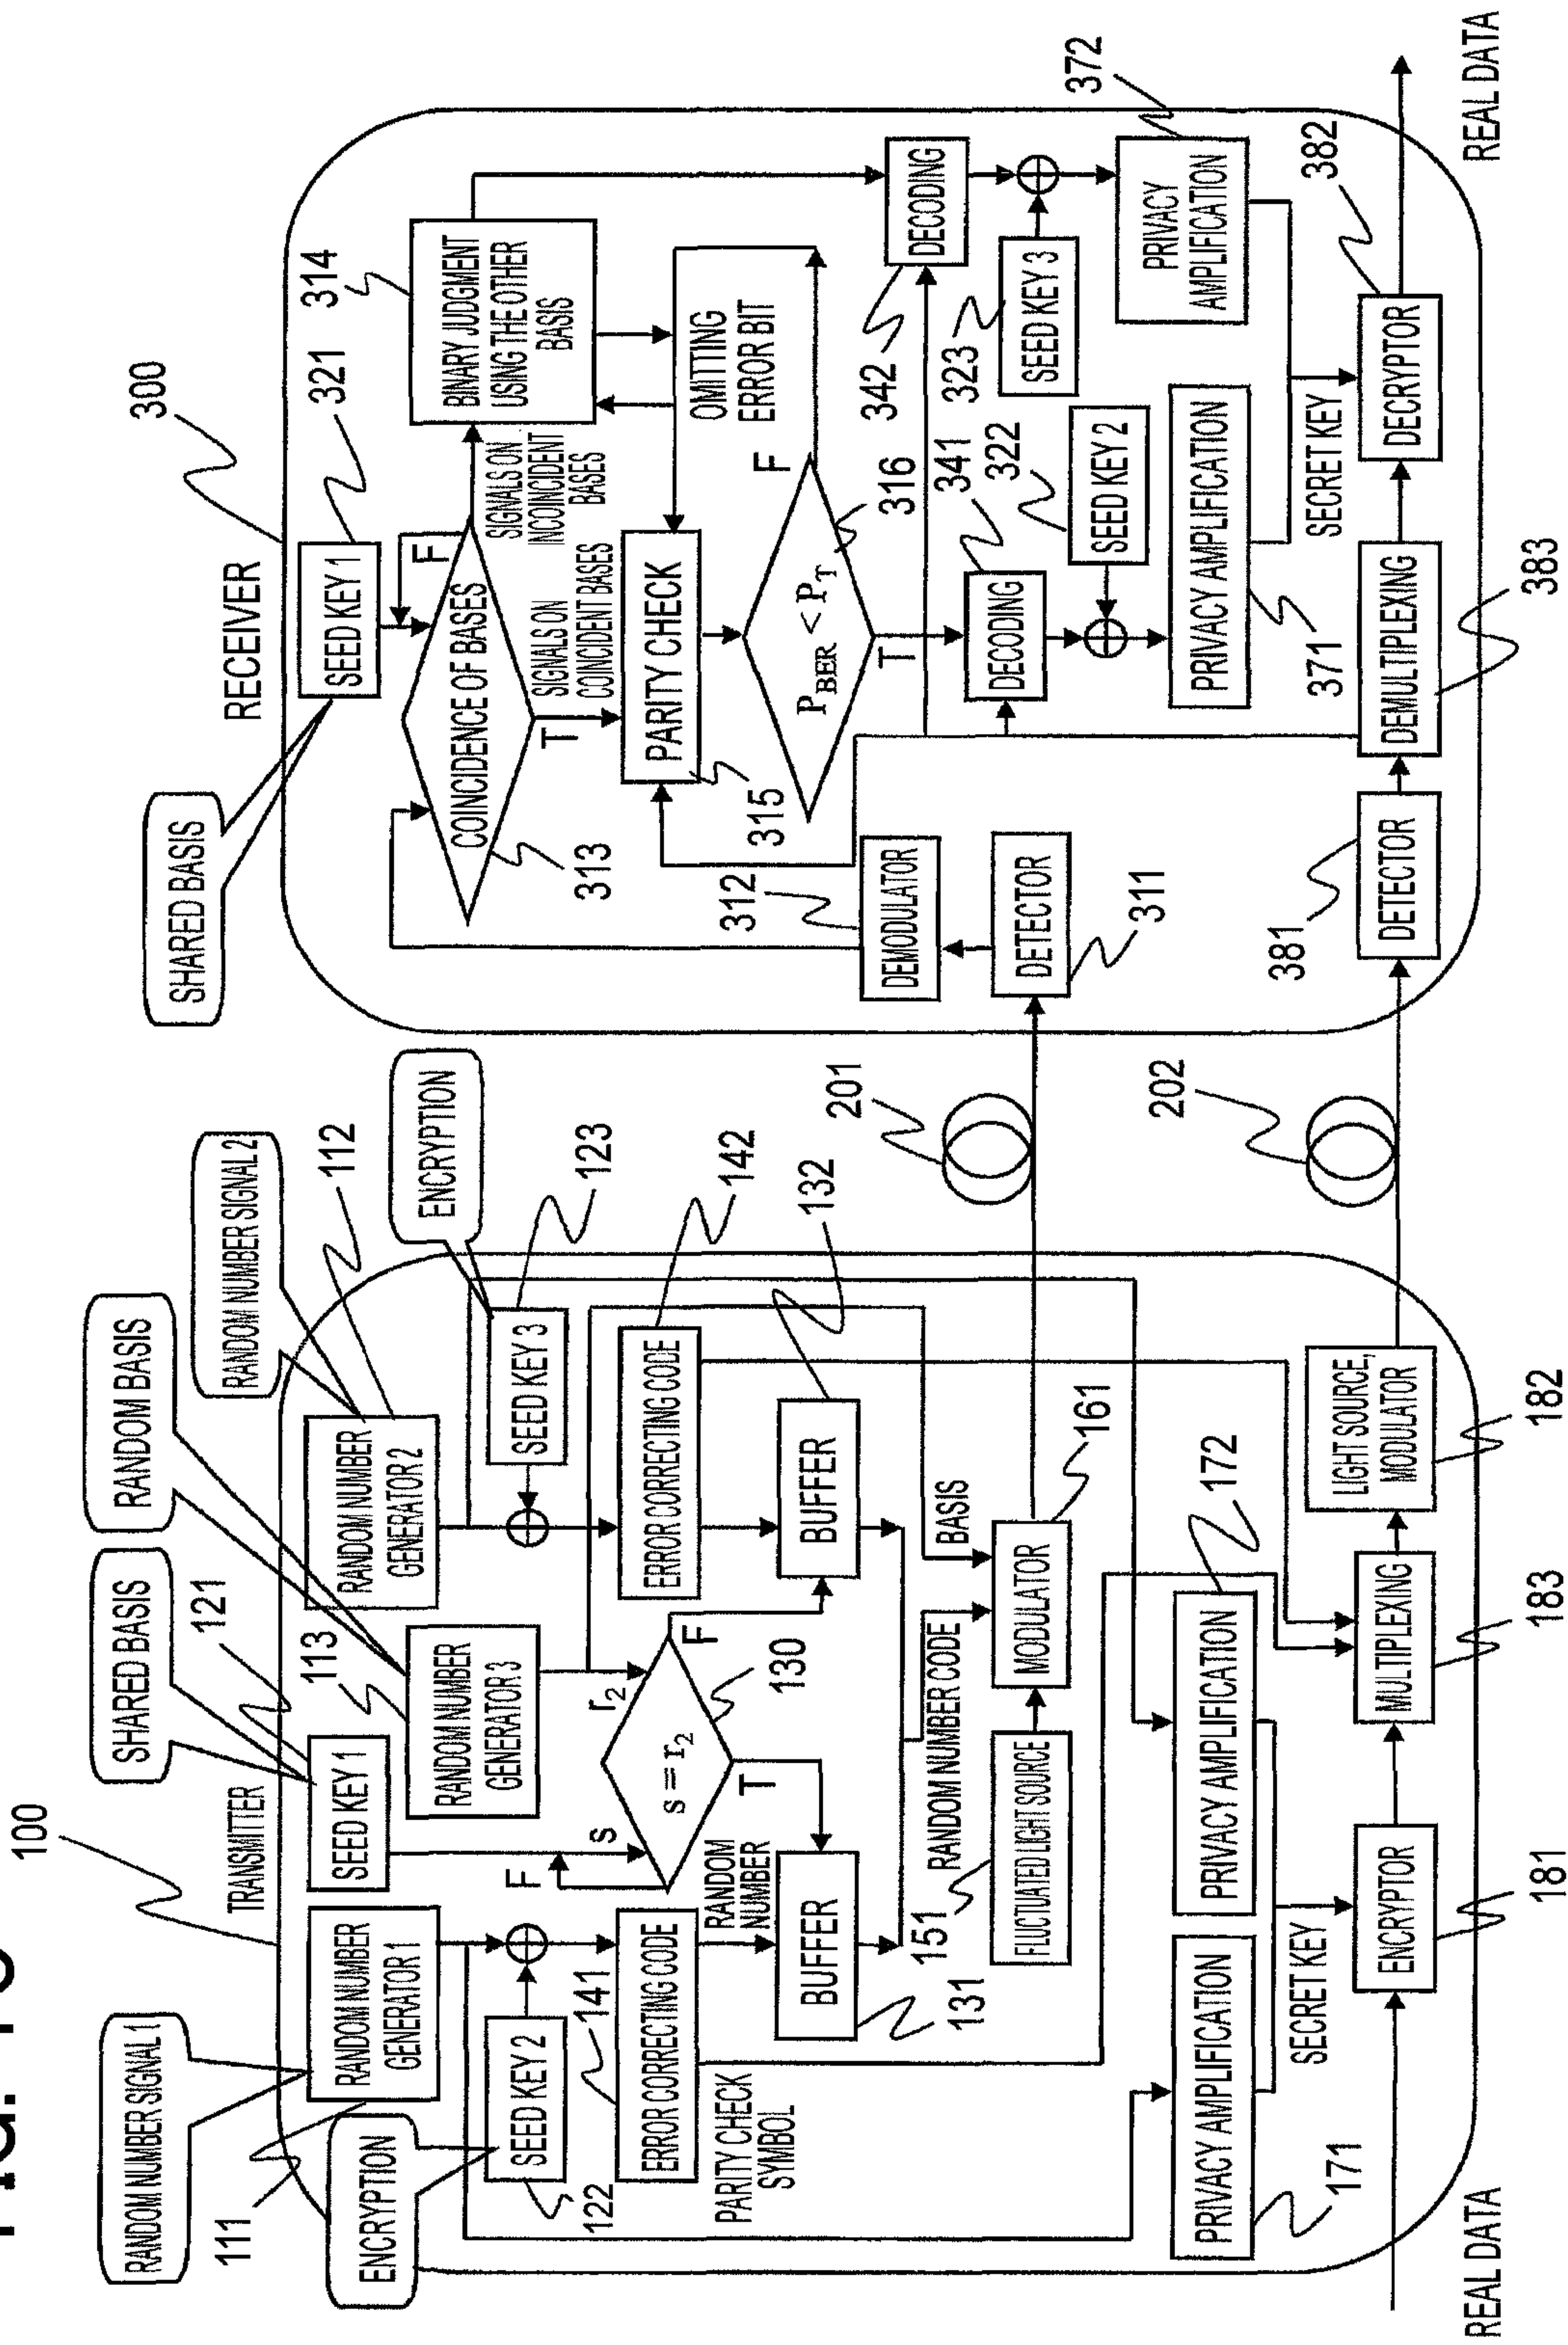 100
TRANSMITTER
RANDOM NUMBER SIGNAL 1
111
RANDOM NUMBER
GENERATOR 1
SHARED BASIS
121
SEED KEY 1
RANDOM BASIS
113
RANDOM NUMBER
GENERATOR 3
RANDOM NUMBER SIGNAL 2
112
RANDOM NUMBER
GENERATOR 2
ENCRYPTION
122
SEED KEY 2
ENCRYPTION
123
SEED KEY 3
F
s
r2
s = r2
130
F
T
141
ERROR CORRECTING CODE
142
ERROR CORRECTING CODE
PARITY CHECK
SYMBOL
RANDOM
NUMBER
BUFFER
131
BUFFER
132
RANDOM NUMBER CODE
BASIS
151
FLUCTUATED LIGHT SOURCE
MODULATOR
161
PRIVACY AMPLIFICATION
171
PRIVACY AMPLIFICATION
172
SECRET KEY
REAL DATA
ENCRYPTOR
181
MULTIPLEXING
183
LIGHT SOURCE,
MODULATOR
182
201
202
RECEIVER
300
SHARED BASIS
SEED KEY 1
321
F
COINCIDENCE OF BASES
313
T
SIGNALS ON
COINCIDENT BASES
SIGNALS ON
INCOINCIDENT
BASES
314
BINARY JUDGMENT
USING THE OTHER
BASIS
PARITY CHECK
315
OMITTING
ERROR BIT
F
PBER < PT
316
T
312
DEMODULATOR
DETECTOR
311
341
DECODING
342
DECODING
322
SEED KEY 2
323
SEED KEY 3
PRIVACY AMPLIFICATION
371
PRIVACY
AMPLIFICATION
372
SECRET KEY
381
DETECTOR
DEMULTIPLEXING
383
DECRYPTOR
382
REAL DATA